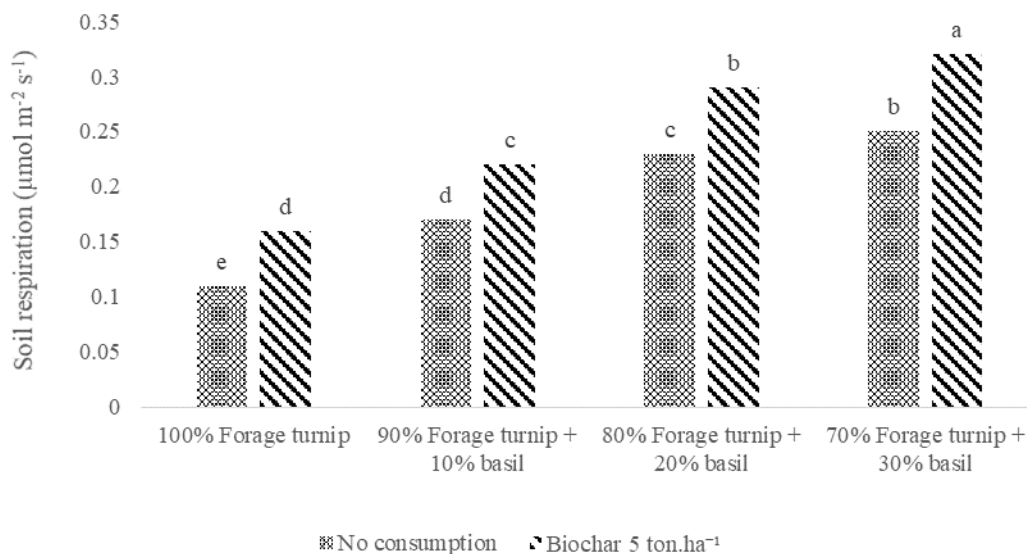 Soil respiration (µmol m⁻² s⁻¹)
0.35
0.3
0.25
0.2
0.15
0.1
0.05
0
e
d
d
c
c
b
b
a
100% Forage turnip
90% Forage turnip +
10% basil
80% Forage turnip +
20% basil
70% Forage turnip +
30% basil
No consumption
Biochar 5 ton.ha⁻¹